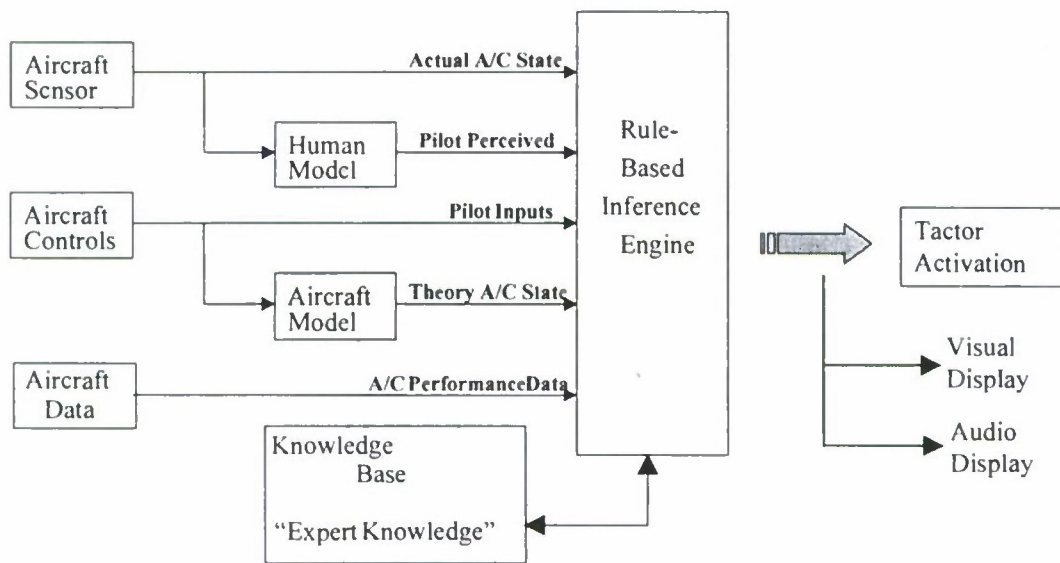 Aircraft
Sensor
Actual A/C State
Human
Model
Pilot Perceived
Aircraft
Controls
Pilot Inputs
Aircraft
Model
Theory A/C State
Aircraft
Data
A/C PerformanceData
Knowledge
Base
“Expert Knowledge”
Rule-
Based
Inference
Engine
Tactor
Activation
Visual
Display
Audio
Display